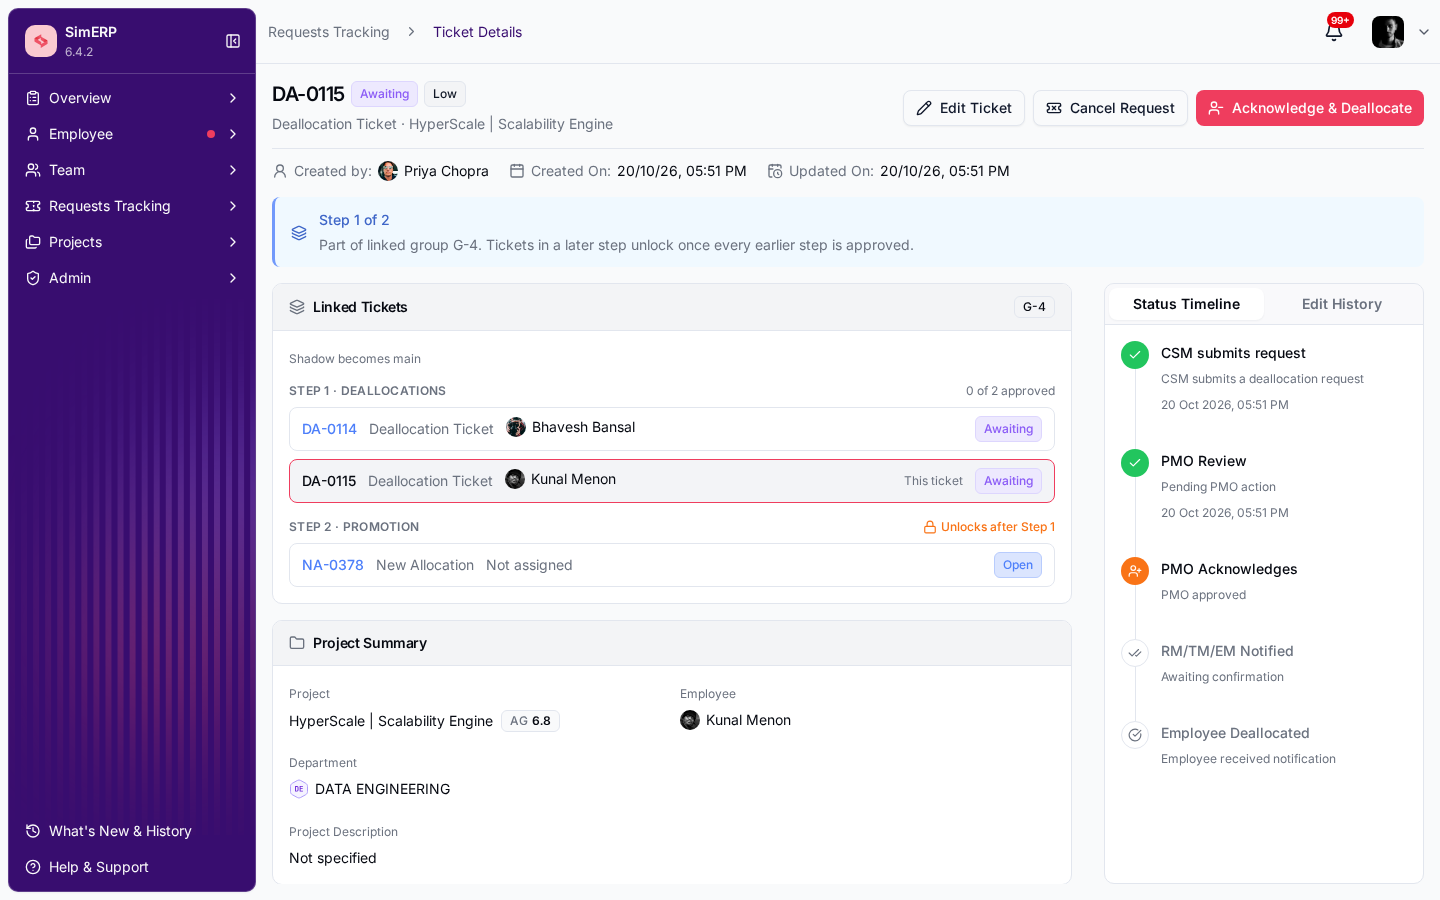 SimERP
6.4.2
Overview
Employee
Team
Requests Tracking
Projects
Admin
What's New & History
Help & Support
Requests Tracking
Ticket Details
99+
DA-0115 Awaiting Low
Deallocation Ticket · HyperScale | Scalability Engine
Edit Ticket
Cancel Request
Acknowledge & Deallocate
Created by: Priya Chopra Created On: 20/10/26, 05:51 PM Updated On: 20/10/26, 05:51 PM
Step 1 of 2
Part of linked group G-4. Tickets in a later step unlock once every earlier step is approved.
Linked Tickets G-4
Shadow becomes main
STEP 1 · DEALLOCATIONS 0 of 2 approved
DA-0114 Deallocation Ticket Bhavesh Bansal Awaiting
DA-0115 Deallocation Ticket Kunal Menon This ticket Awaiting
STEP 2 · PROMOTION Unlocks after Step 1
NA-0378 New Allocation Not assigned Open
Project Summary
Project
HyperScale | Scalability Engine AG 6.8
Employee
Kunal Menon
Department
DE DATA ENGINEERING
Project Description
Not specified
Status Timeline Edit History
CSM submits request
CSM submits a deallocation request
20 Oct 2026, 05:51 PM
PMO Review
Pending PMO action
20 Oct 2026, 05:51 PM
PMO Acknowledges
PMO approved
RM/TM/EM Notified
Awaiting confirmation
Employee Deallocated
Employee received notification